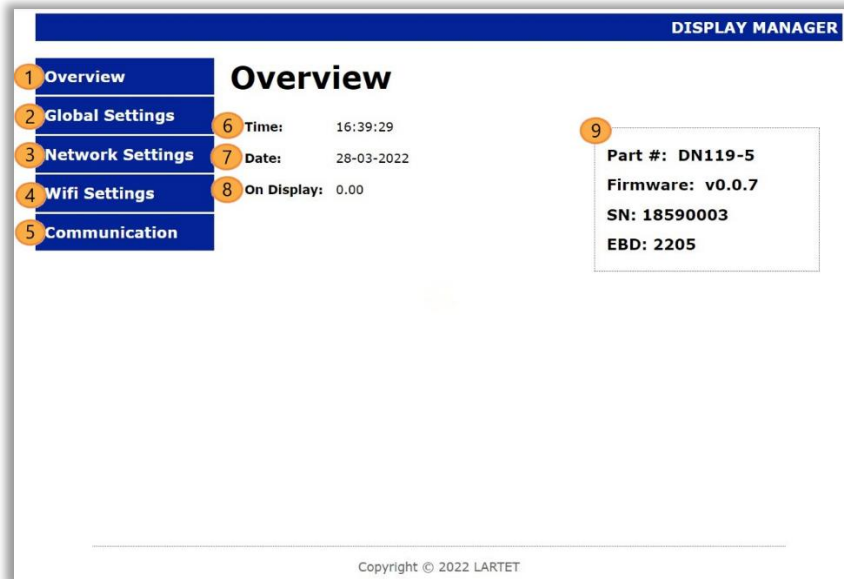 DISPLAY MANAGER
1 Overview
2 Global Settings
3 Network Settings
4 Wifi Settings
5 Communication
Overview
6 Time: 16:39:29
7 Date: 28-03-2022
8 On Display: 0.00
9
Part #: DN119-5
Firmware: v0.0.7
SN: 18590003
EBD: 2205
Copyright © 2022 LARTET